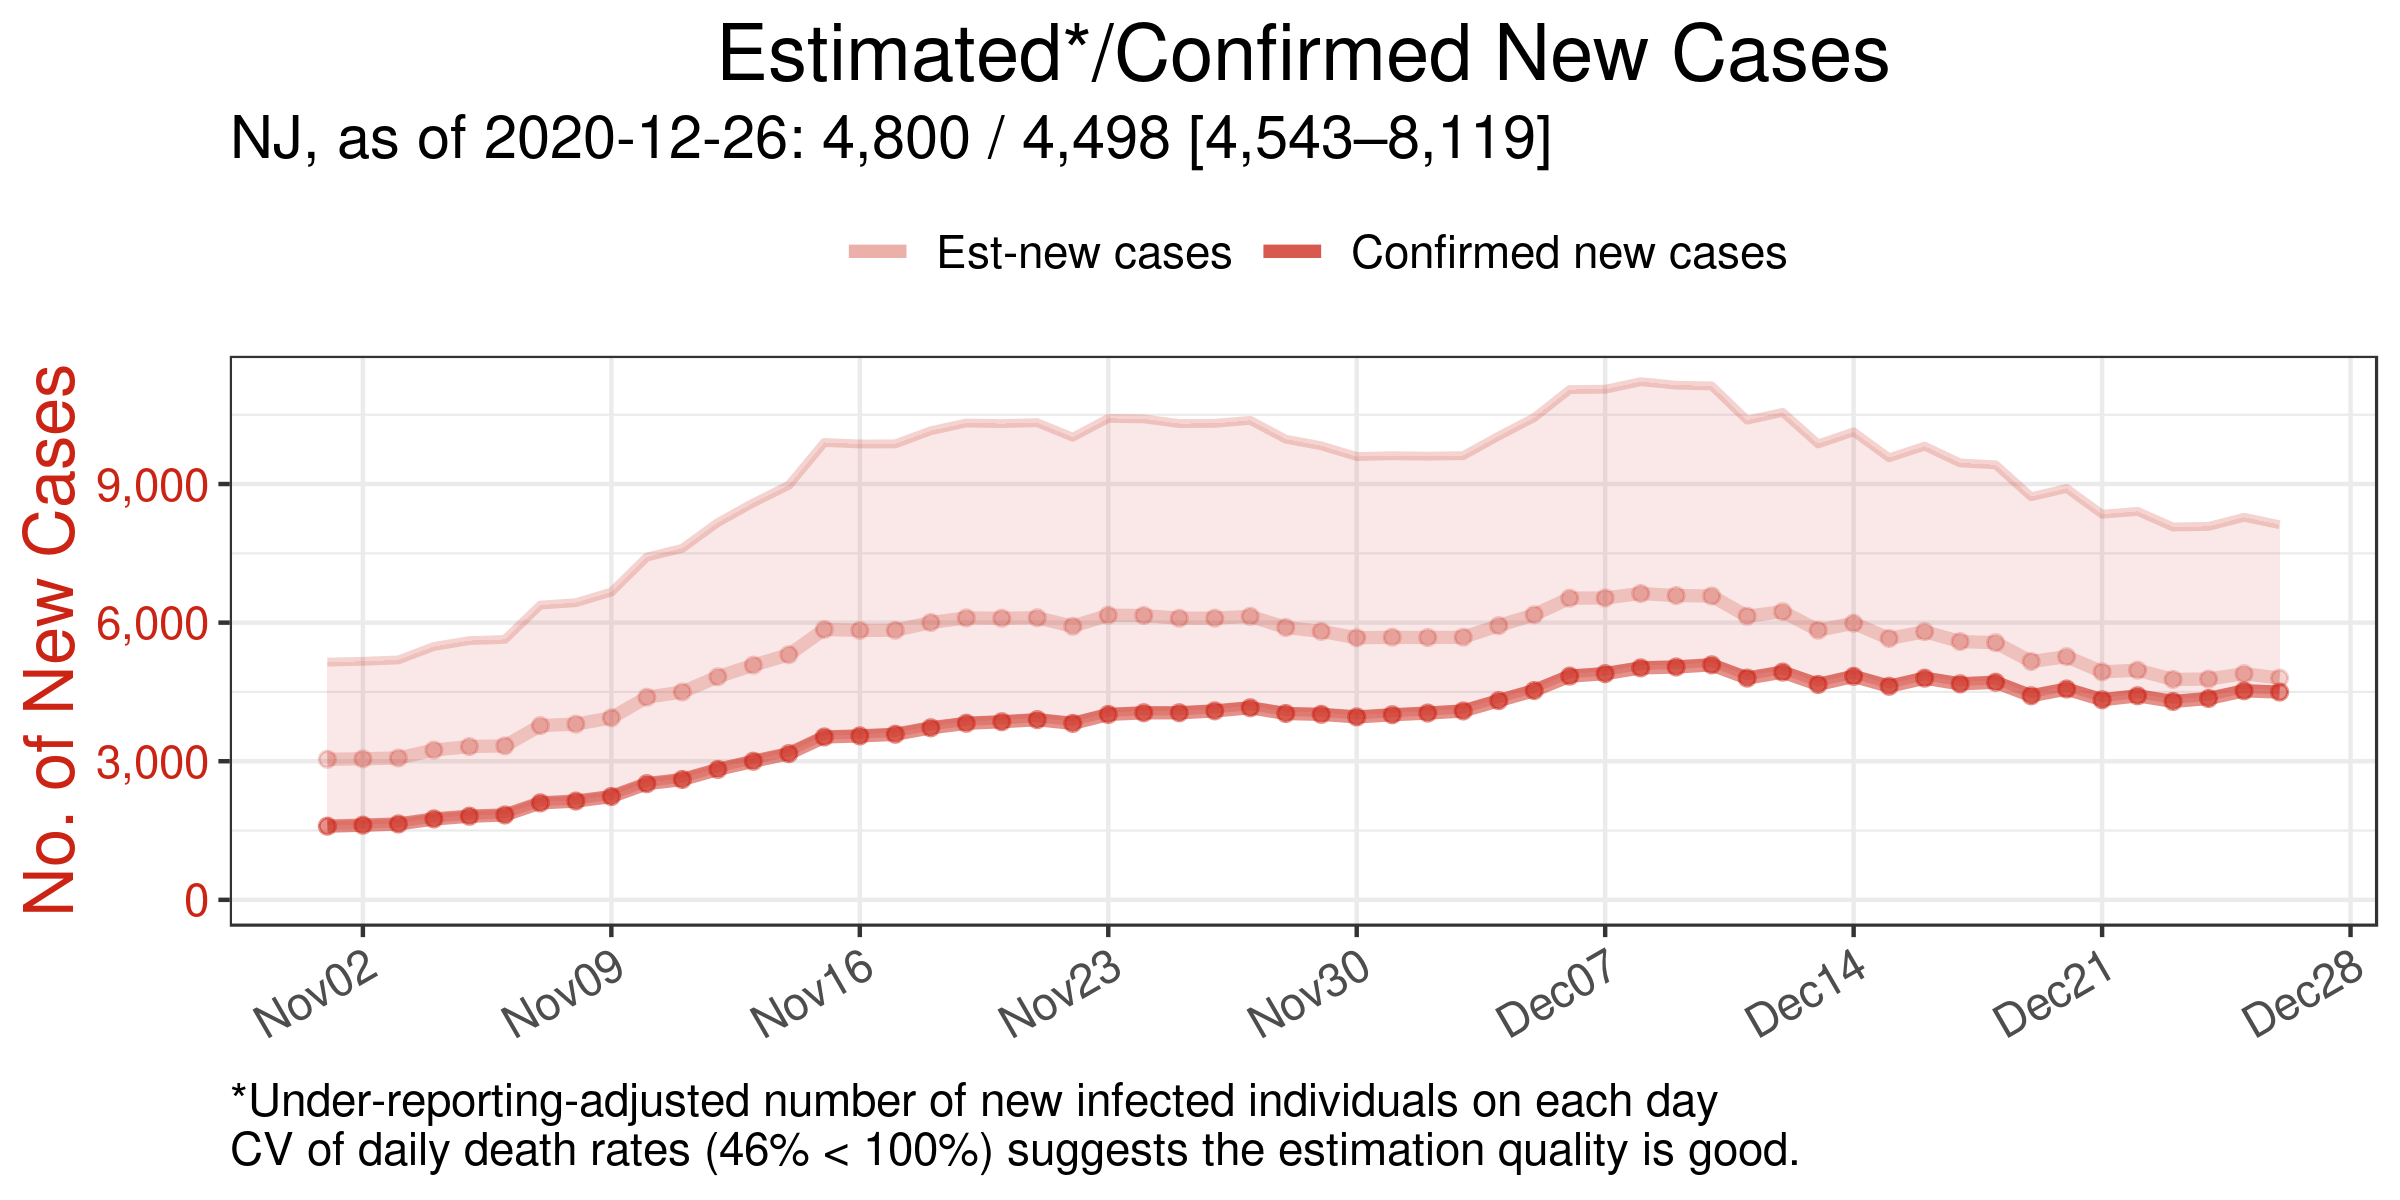 Estimated*/Confirmed New Cases
NJ, as of 2020-12-26: 4,800 / 4,498 [4,543–8,119]
Est-new cases Confirmed new cases
No. of New Cases
9,000
6,000
3,000
0
Nov02 Nov09 Nov16 Nov23 Nov30 Dec07 Dec14 Dec21 Dec28
*Under-reporting-adjusted number of new infected individuals on each day
CV of daily death rates (46% < 100%) suggests the estimation quality is good.